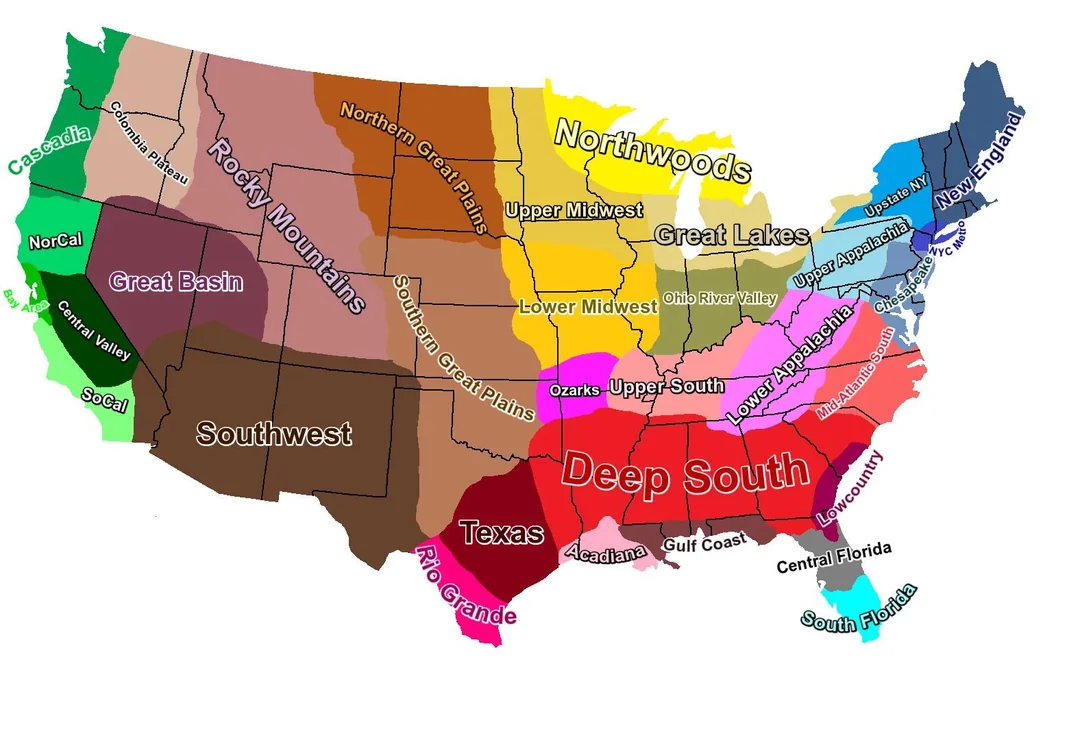 Cascadia
Colombia Plateau
Rocky Mountains
Northern Great Plains
Northwoods
New England
Upstate NY
NYC Metro
Upper Midwest
Great Lakes
Upper Appalachia
Chesapeake
NorCal
Great Basin
Bay Area
Central Valley
Southern Great Plains
Lower Midwest
Ohio River Valley
SoCal
Ozarks
Upper South
Lower Appalachia
Mid-Atlantic South
Southwest
Deep South
Lowcountry
Texas
Acadiana
Gulf Coast
Central Florida
Rio Grande
South Florida